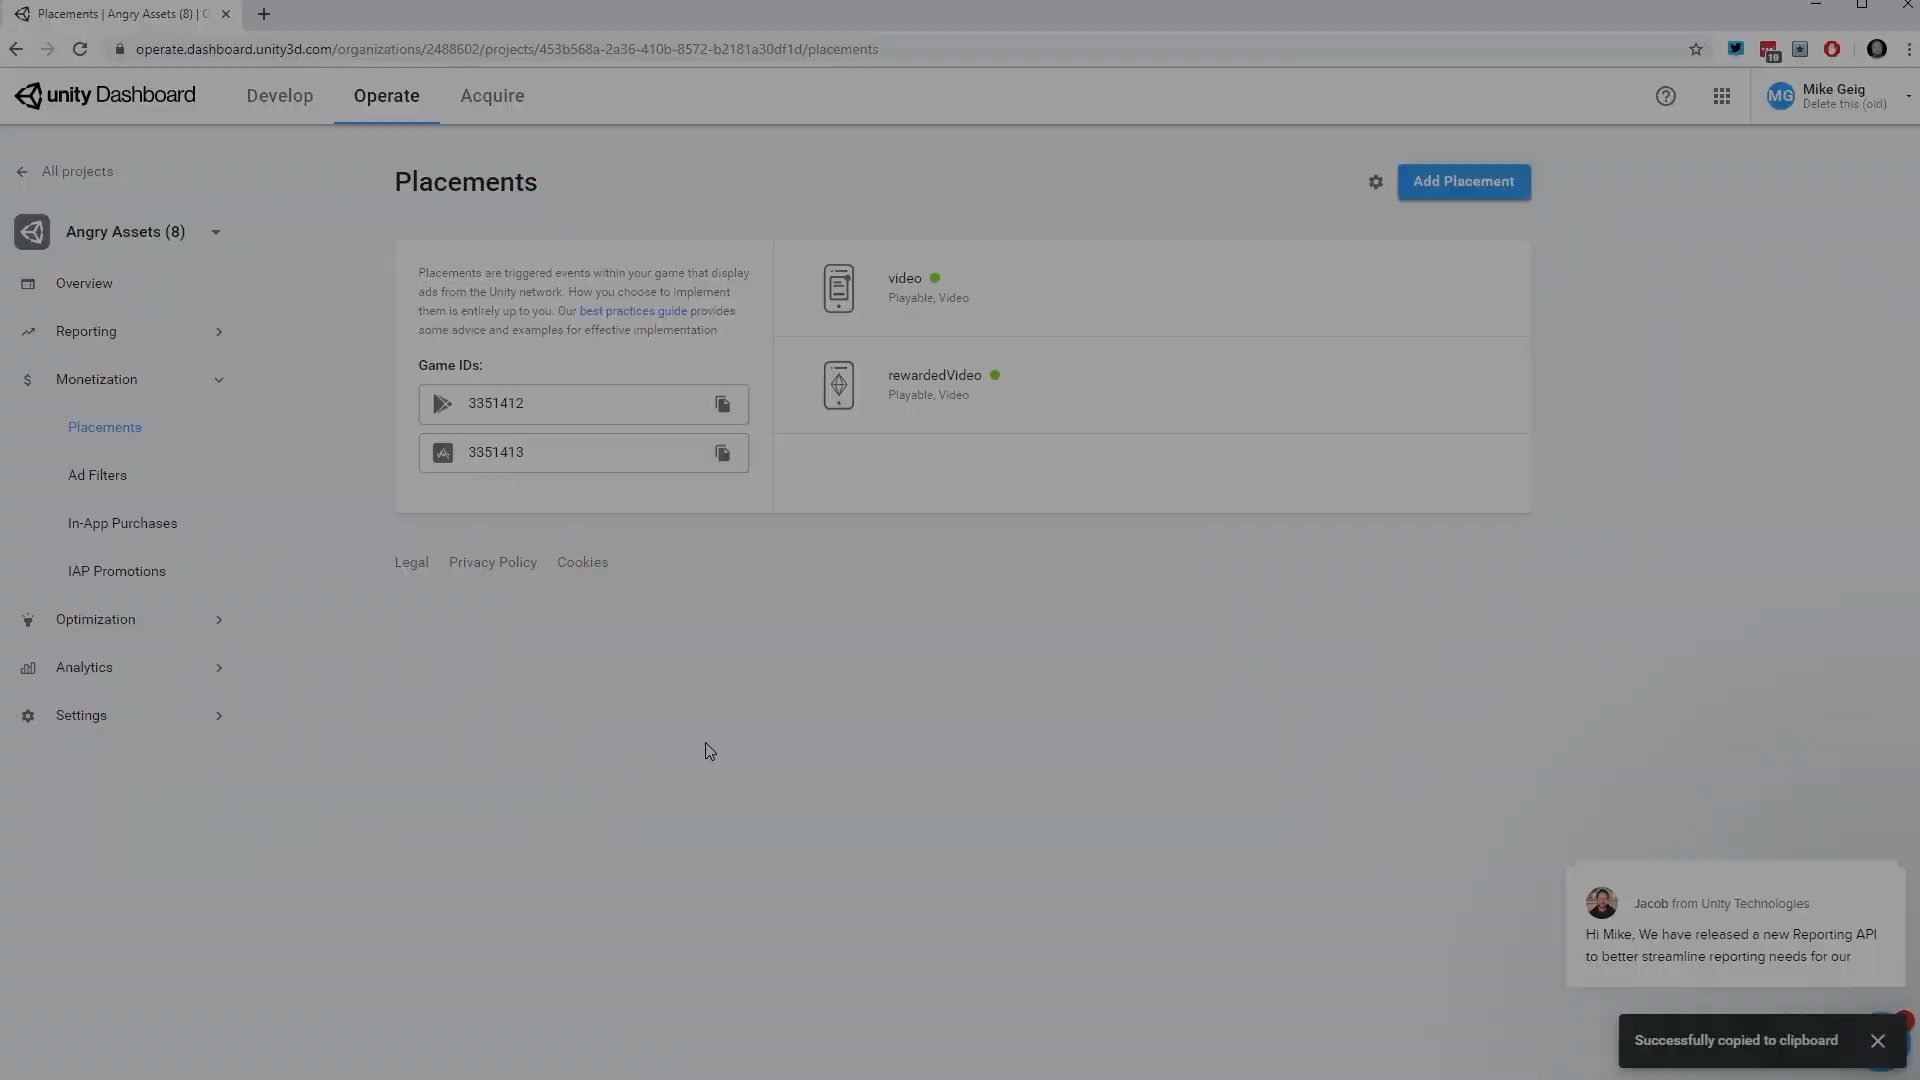 Placements | Angry Assets (8) |
operate.dashboard.unity3d.com/organizations/2488602/projects/453b568a-2a36-410b-8572-b2181a30df1d/placements
10
unity Dashboard
Develop
Operate
Acquire
MG
Mike Geig
Delete this (old)
All projects
Angry Assets (8)
Overview
Reporting
Monetization
Placements
Ad Filters
In-App Purchases
IAP Promotions
Optimization
Analytics
Settings
Placements
Add Placement
Placements are triggered events within your game that display
ads from the Unity network. How you choose to implement
them is entirely up to you. Our best practices guide provides
some advice and examples for effective implementation
Game IDs:
3351412
3351413
video
Playable, Video
rewardedVideo
Playable, Video
Legal Privacy Policy Cookies
Jacob from Unity Technologies
Hi Mike, We have released a new Reporting API
to better streamline reporting needs for our
Successfully copied to clipboard